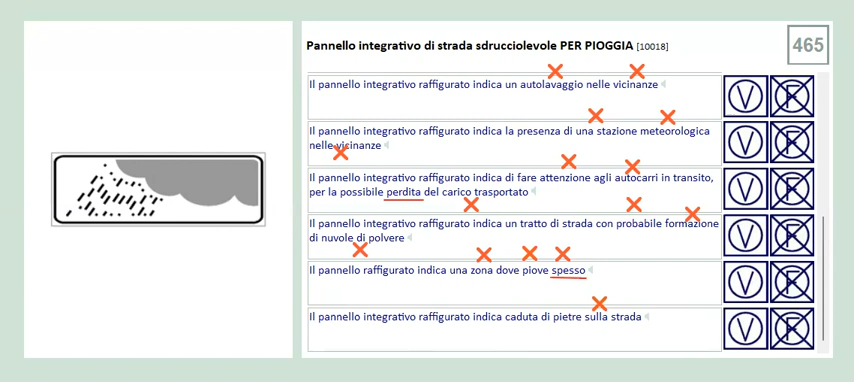 Pannello integrativo di strada sdrucciolevole PER PIOGGIA [10018]
465
Il pannello integrativo raffigurato indica un autolavaggio nelle vicinanze
V F
Il pannello integrativo raffigurato indica la presenza di una stazione meteorologica
nelle vicinanze
V F
Il pannello integrativo raffigurato indica di fare attenzione agli autocarri in transito,
per la possibile perdita del carico trasportato
V F
Il pannello integrativo raffigurato indica un tratto di strada con probabile formazione
di nuvole di polvere
V F
Il pannello raffigurato indica una zona dove piove spesso
V F
Il pannello integrativo raffigurato indica caduta di pietre sulla strada
V F